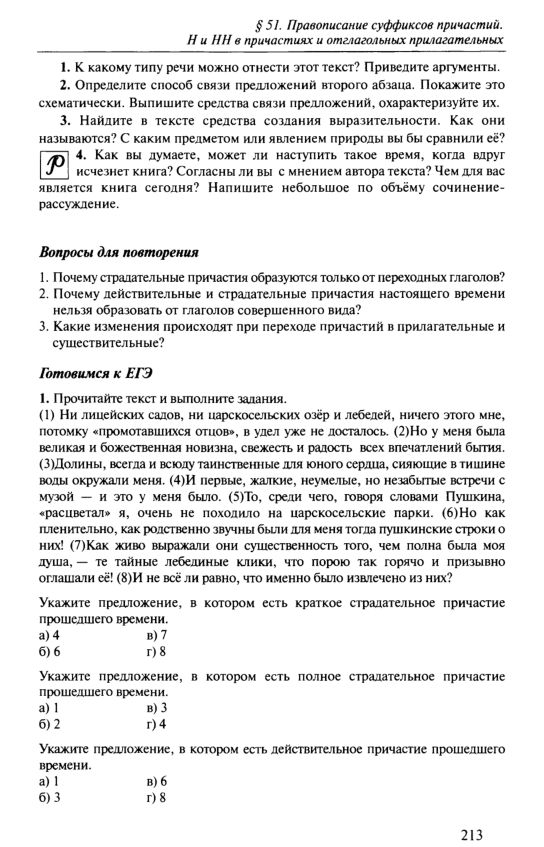 § 51. Правописание суффиксов причастий.
Н и НН в причастиях и отглагольных прилагательных
1. К какому типу речи можно отнести этот текст? Приведите аргументы.
2. Определите способ связи предложений второго абзаца. Покажите это
схематически. Выпишите средства связи предложений, охарактеризуйте их.
3. Найдите в тексте средства создания выразительности. Как они
называются? С каким предметом или явлением природы вы бы сравнили её?
Р 4. Как вы думаете, может ли наступить такое время, когда вдруг
исчезнет книга? Согласны ли вы с мнением автора текста? Чем для вас
является книга сегодня? Напишите небольшое по объёму сочинение-
рассуждение.
Вопросы для повторения
1. Почему страдательные причастия образуются только от переходных глаголов?
2. Почему действительные и страдательные причастия настоящего времени
нельзя образовать от глаголов совершенного вида?
3. Какие изменения происходят при переходе причастий в прилагательные и
существительные?
Готовимся к ЕГЭ
1. Прочитайте текст и выполните задания.
(1) Ни лицейских садов, ни царскосельских озёр и лебедей, ничего этого мне,
потомку «промотавшихся отцов», в удел уже не досталось. (2)Но у меня была
великая и божественная новизна, свежесть и радость всех впечатлений бытия.
(3)Долины, всегда и всюду таинственные для юного сердца, сияющие в тишине
воды окружали меня. (4)И первые, жалкие, неумелые, но незабытые встречи с
музой — и это у меня было. (5)То, среди чего, говоря словами Пушкина,
«расцветал» я, очень не походило на царскосельские парки. (6)Но как
пленительно, как родственно звучны были для меня тогда пушкинские строки о
них! (7)Как живо выражали они существенность того, чем полна была моя
душа, — те тайные лебединые клики, что порою так горячо и призывно
оглашали её! (8)И не всё ли равно, что именно было извлечено из них?
Укажите предложение, в котором есть краткое страдательное причастие
прошедшего времени.
а) 4 в) 7
б) 6 г) 8
Укажите предложение, в котором есть полное страдательное причастие
прошедшего времени.
а) 1 в) 3
б) 2 г) 4
Укажите предложение, в котором есть действительное причастие прошедшего
времени.
а) 1 в) 6
б) 3 г) 8
213